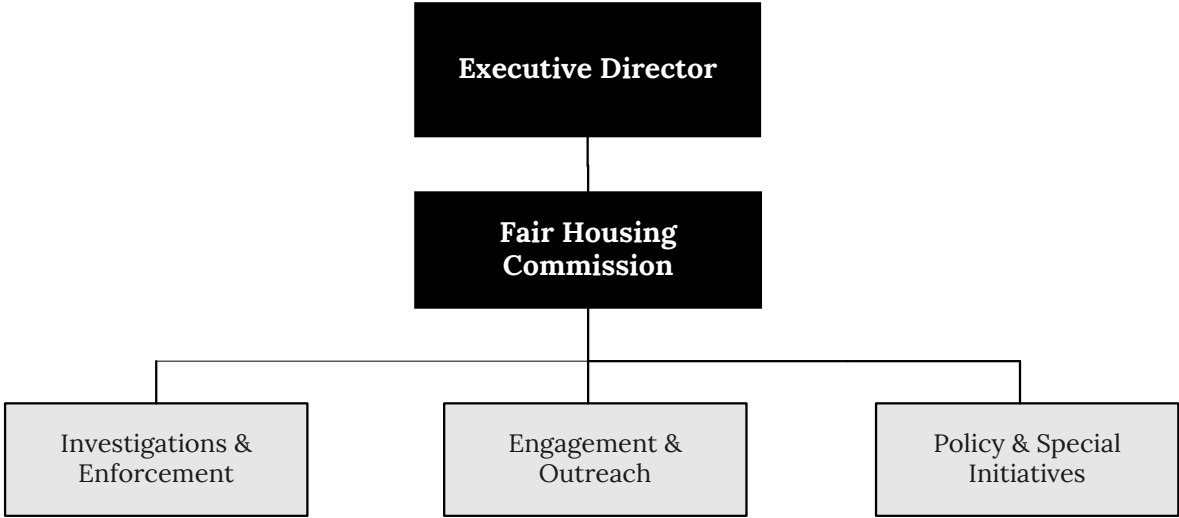 Executive Director
Fair Housing
Commission
Investigations &
Enforcement
Engagement &
Outreach
Policy & Special
Initiatives